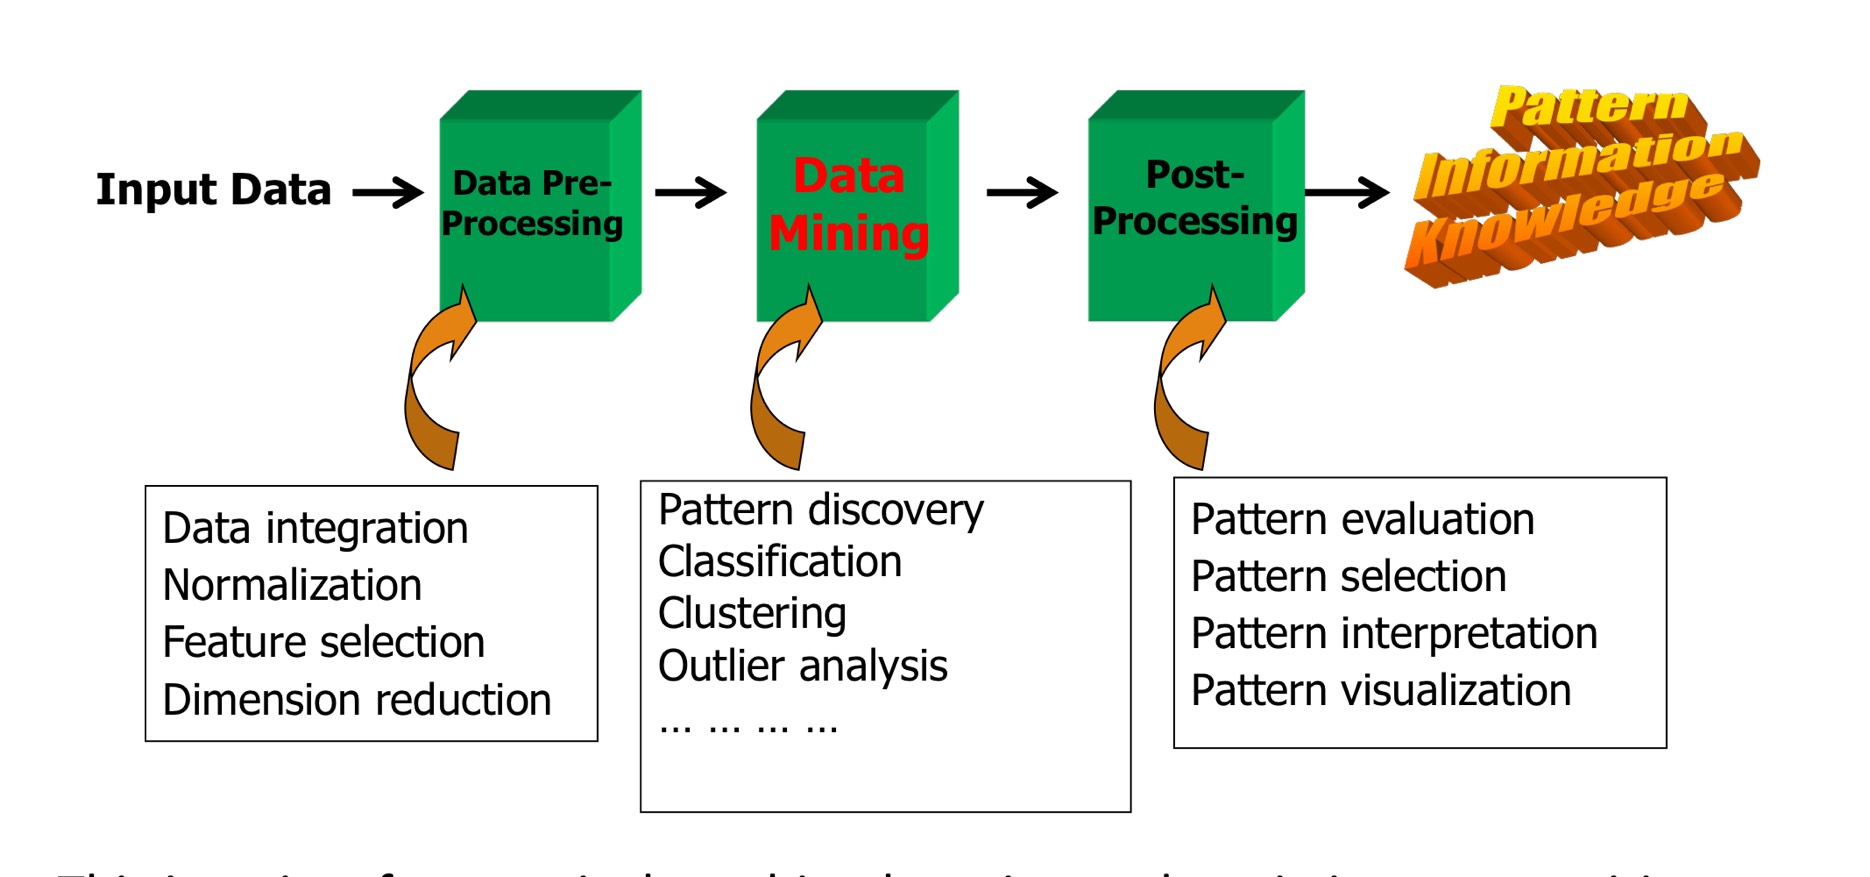 Input Data
Data Pre-
Processing
Data
Mining
Post-
Processing
Pattern
Information
Knowledge
Data integration
Normalization
Feature selection
Dimension reduction
Pattern discovery
Classification
Clustering
Outlier analysis
... ... ... ...
Pattern evaluation
Pattern selection
Pattern interpretation
Pattern visualization